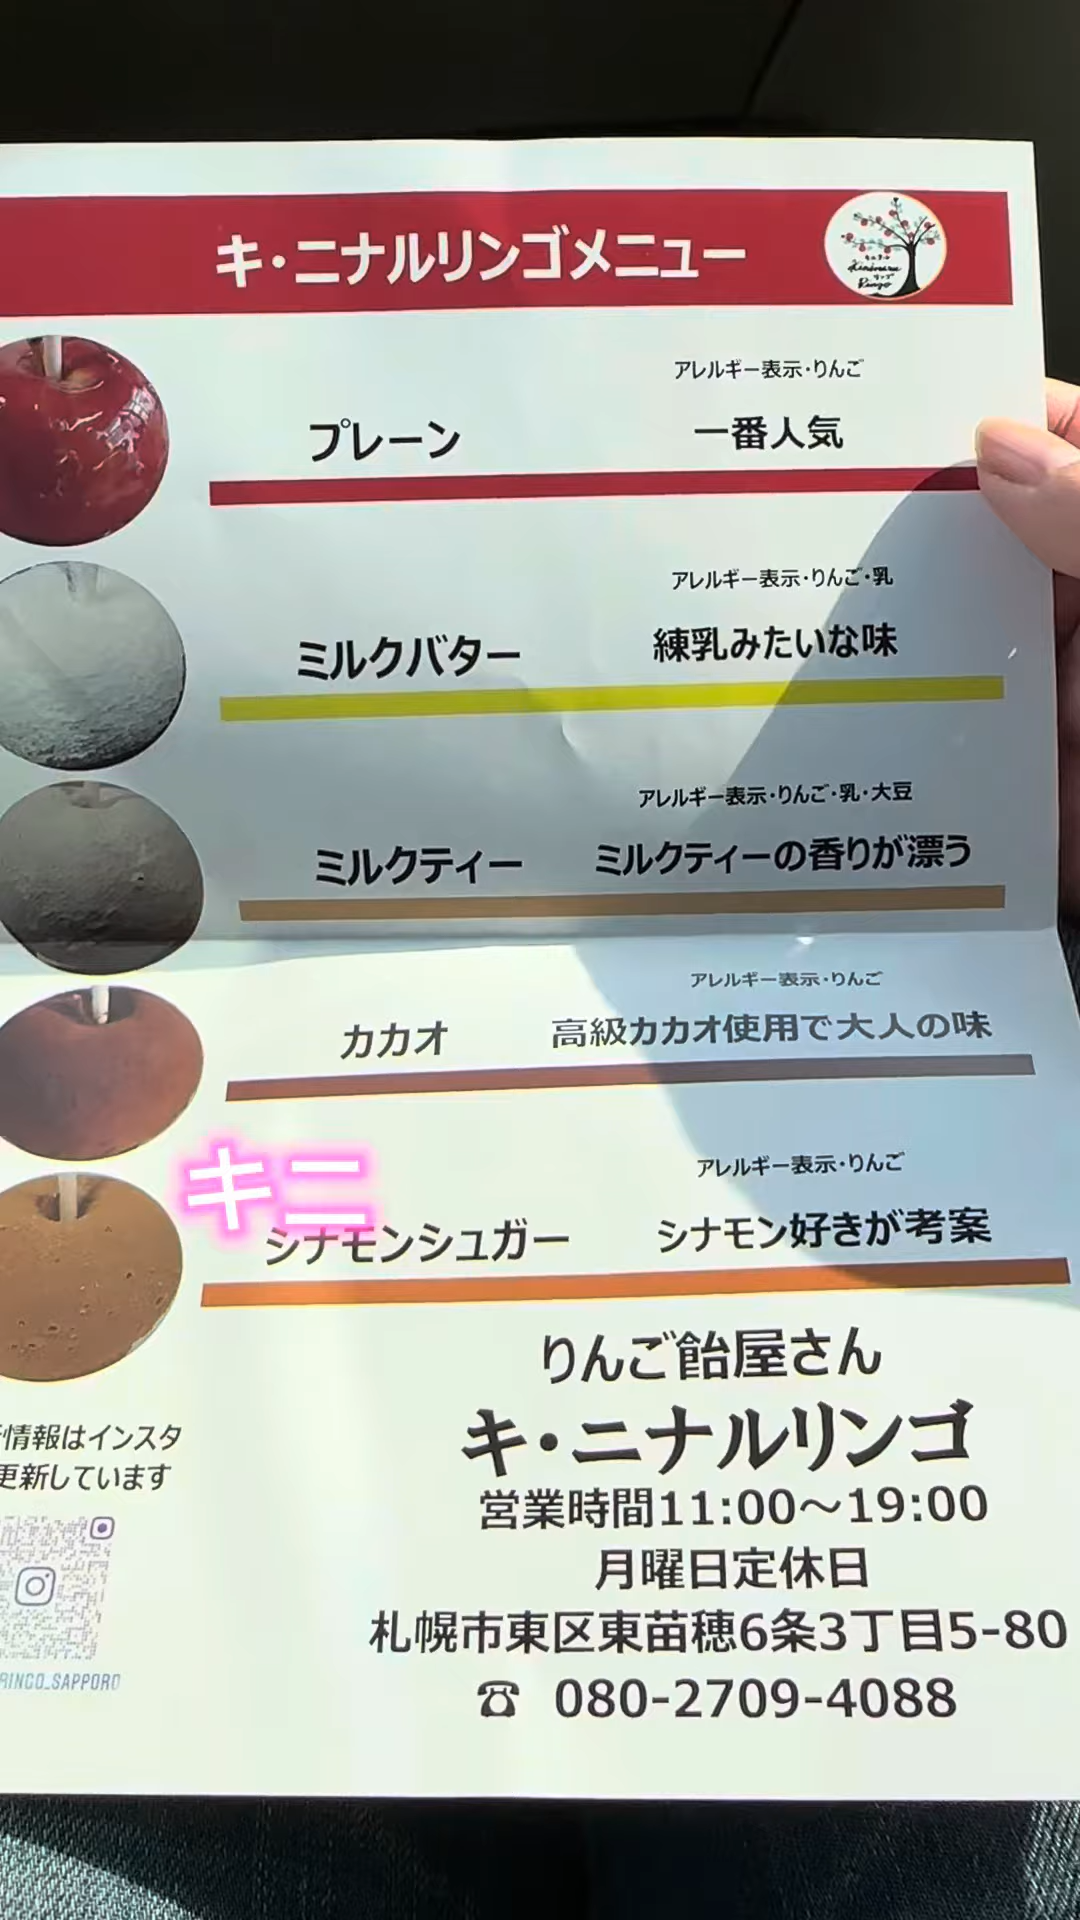 キ・ニナルリンゴメニュー
キニナル
Kininaru
リンゴ
Ringo
アレルギー表示・りんご
プレーン
一番人気
アレルギー表示・りんご・乳
ミルクバター
練乳みたいな味
アレルギー表示・りんご・乳・大豆
ミルクティー
ミルクティーの香りが漂う
アレルギー表示・りんご
カカオ
高級カカオ使用で大人の味
キニ
アレルギー表示・りんご
シナモンシュガー
シナモン好きが考案
りんご飴屋さん
キ・ニナルリンゴ
情報はインスタ
更新しています
営業時間11:00～19:00
月曜日定休日
札幌市東区東苗穂6条3丁目5-80
RINGO_SAPPORO
☎ 080-2709-4088